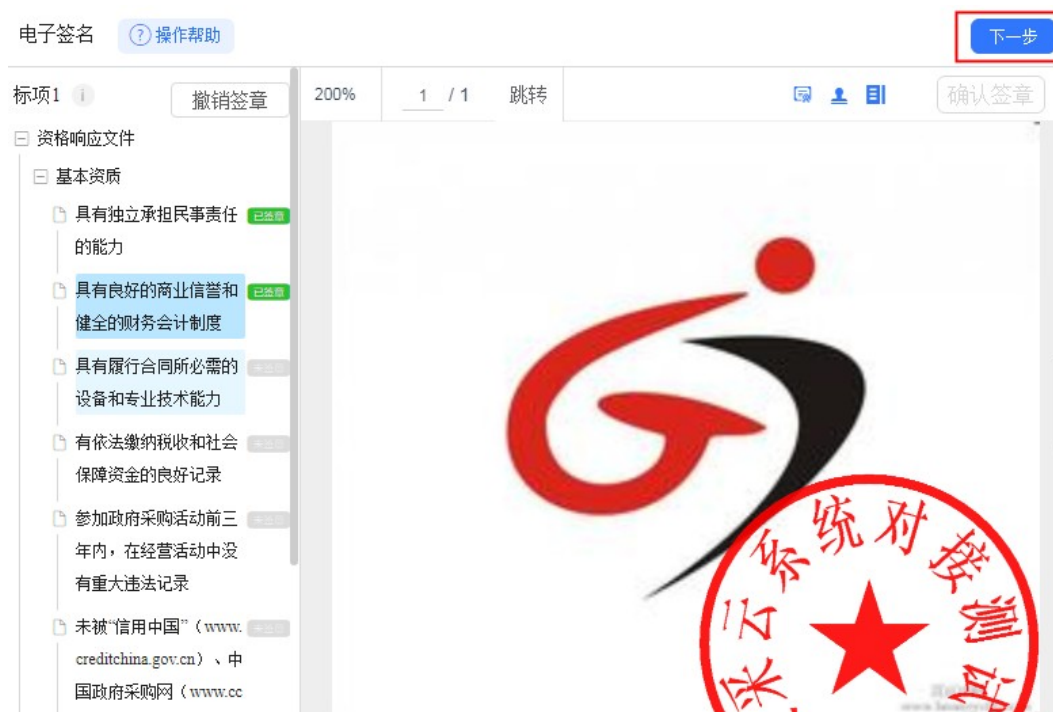 电子签名
? 操作帮助
下一步
标项1 i
撤销签章
200%
1 / 1
跳转
确认签章
资格响应文件
基本资质
具有独立承担民事责任
已签章
的能力
具有良好的商业信誉和
已签章
健全的财务会计制度
具有履行合同所必需的
设备和专业技术能力
有依法缴纳税收和社会
保障资金的良好记录
参加政府采购活动前三
年内，在经营活动中没
有重大违法记录
未被“信用中国”（www.
creditchina.gov.cn）、中
国政府采购网（www.cc
采云系统对接测试